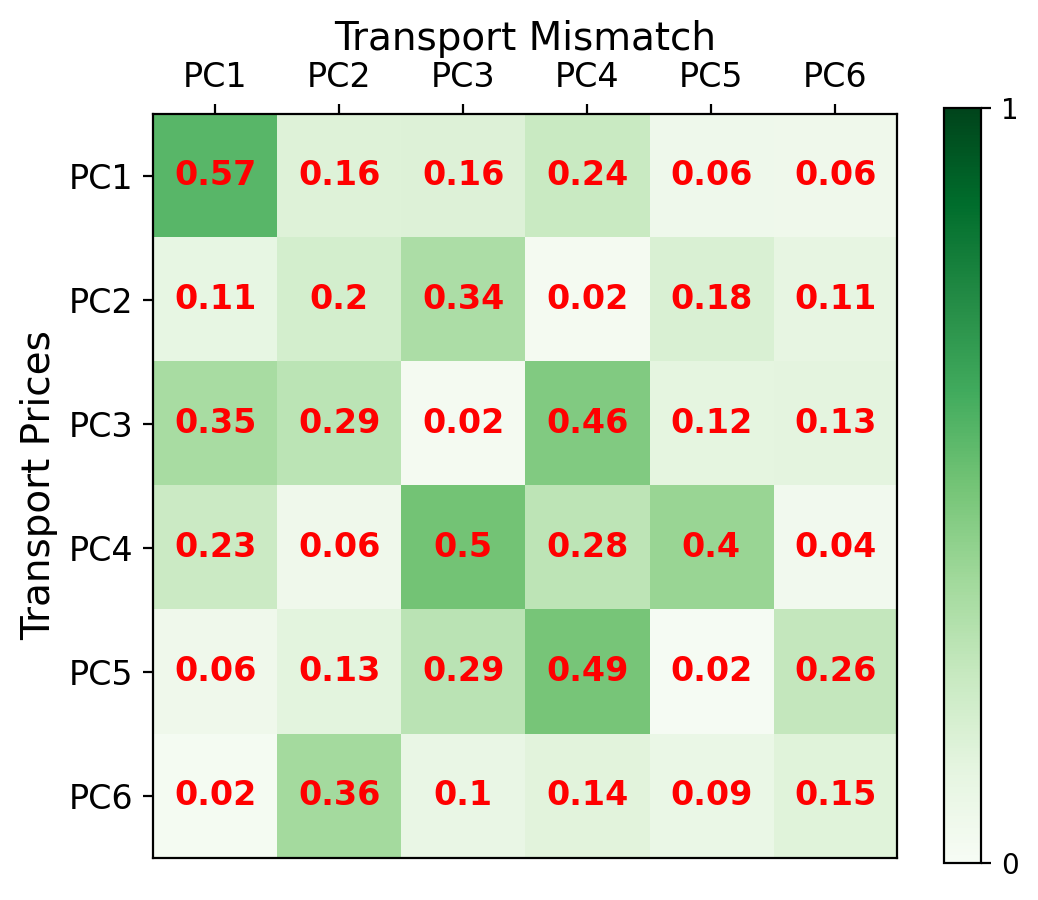 Transport Mismatch
PC1 PC2 PC3 PC4 PC5 PC6
1
PC1 0.57 0.16 0.16 0.24 0.06 0.06
PC2 0.11 0.2 0.34 0.02 0.18 0.11
Transport Prices
PC3 0.35 0.29 0.02 0.46 0.12 0.13
PC4 0.23 0.06 0.5 0.28 0.4 0.04
PC5 0.06 0.13 0.29 0.49 0.02 0.26
PC6 0.02 0.36 0.1 0.14 0.09 0.15
0